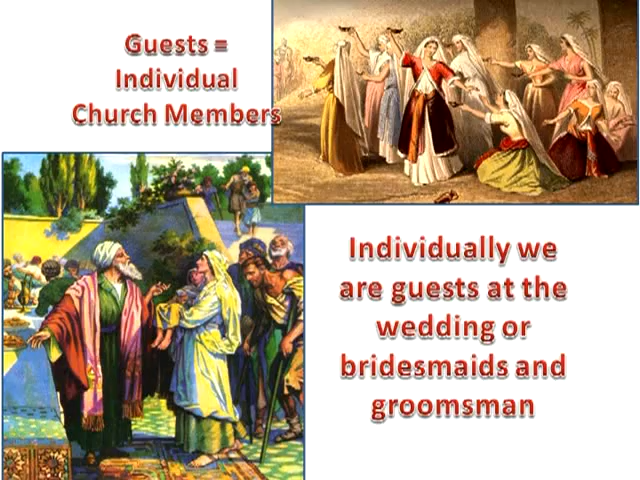 Guests =
Individual
Church Members
Individually we
are guests at the
wedding or
bridesmaids and
groomsman